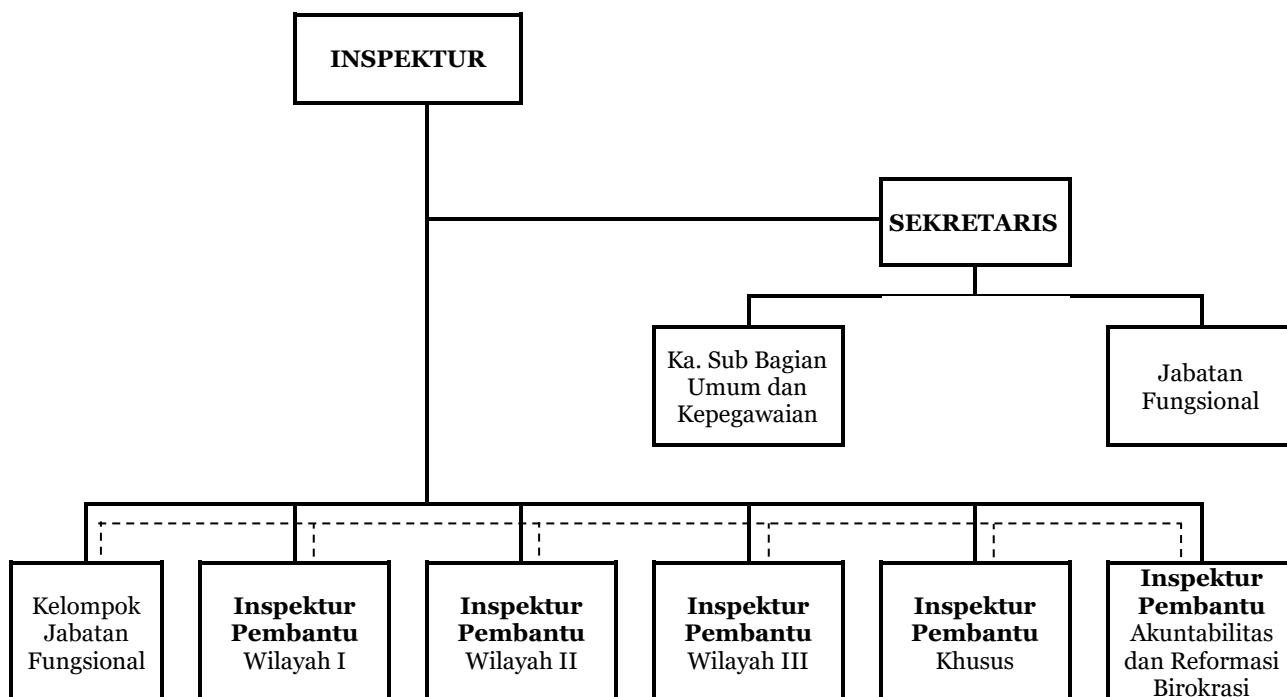 INSPEKTUR
SEKRETARIS
Ka. Sub Bagian
Umum dan
Kepegawaian
Jabatan
Fungsional
Kelompok
Jabatan
Fungsional
Inspektur
Pembantu
Wilayah I
Inspektur
Pembantu
Wilayah II
Inspektur
Pembantu
Wilayah III
Inspektur
Pembantu
Khusus
Inspektur
Pembantu
Akuntabilitas
dan Reformasi
Birokrasi